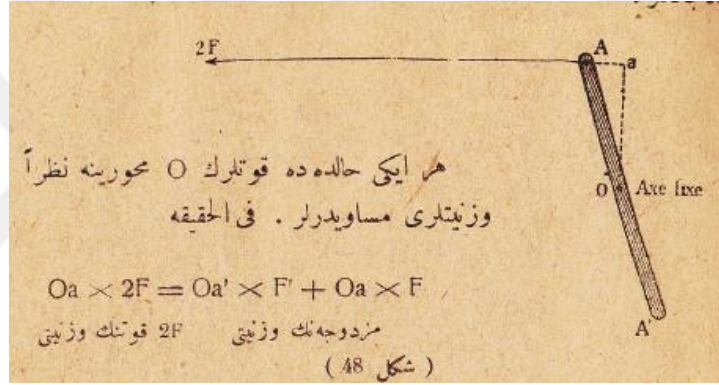 2F
A
a
هر ایکی حالده ده قوتلرك O محورینه نظراً
O Axe fixe
وزنیتلری مساویدرلر . فی الحقیقه
Oa × 2F = Oa' × F' + Oa × F
مزدوجه نك وزنیتی 2F قوتنك وزنیتی
A'
( شكل 48 )